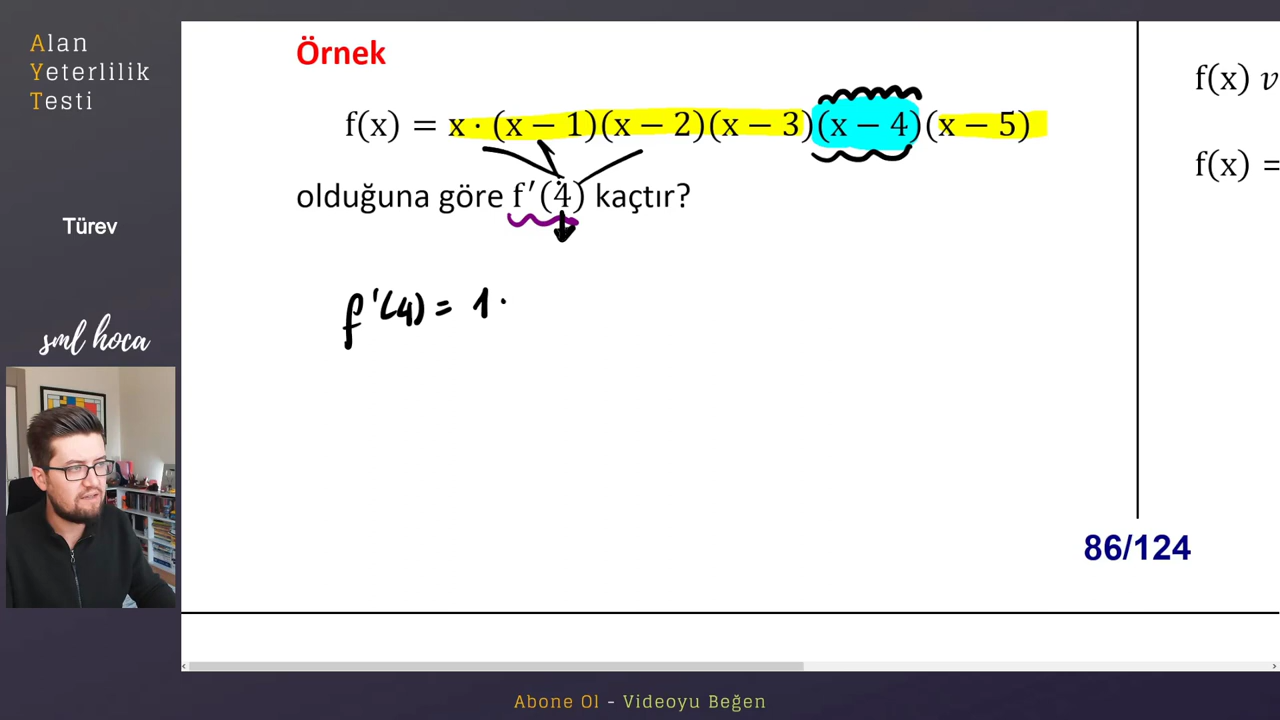 Alan
Yeterlilik
Testi
Türev
sml hoca
Örnek
f(x) = x · (x − 1)(x − 2)(x − 3)(x − 4)(x − 5)
olduğuna göre f′(4) kaçtır?
f'(4) = 1 ·
f(x) v
f(x) =
86/124
Abone Ol - Videoyu Beğen